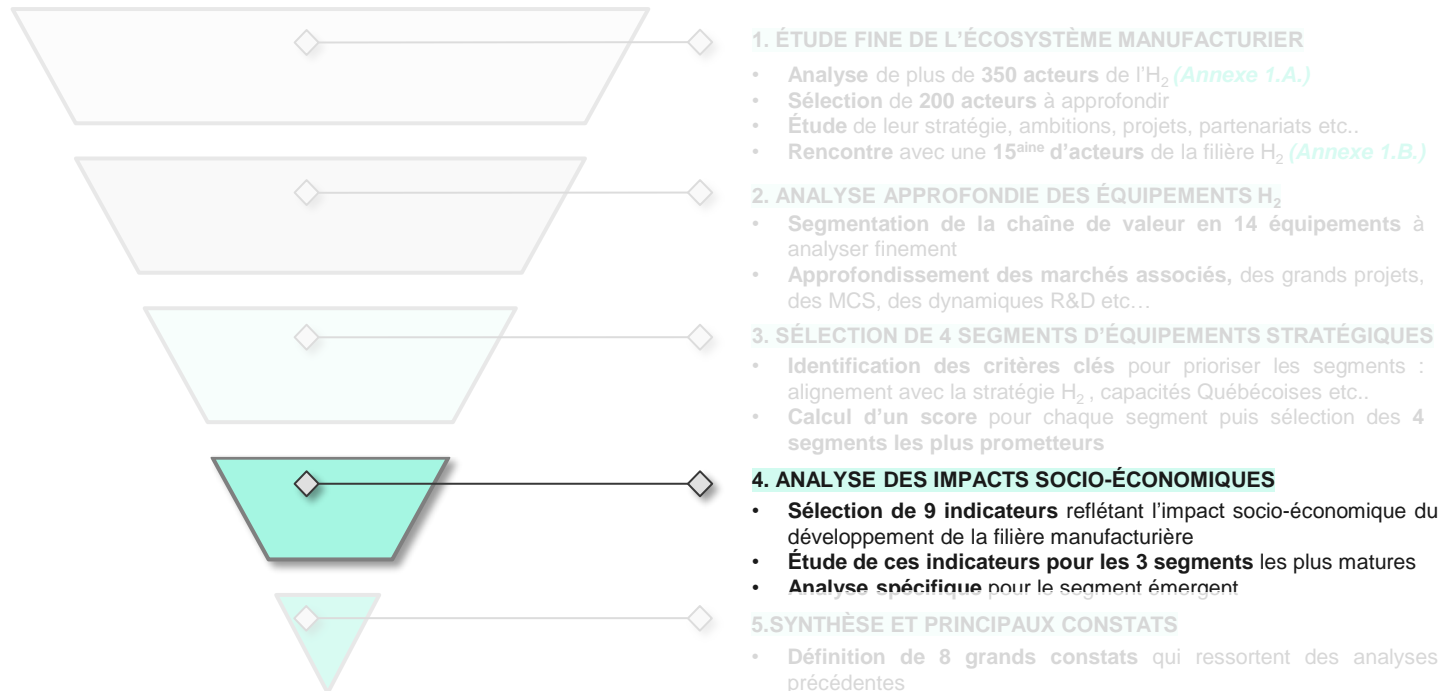 1. ÉTUDE FINE DE L’ÉCOSYSTÈME MANUFACTURIER
• Analyse de plus de 350 acteurs de l’H2 (Annexe 1.A.)
• Sélection de 200 acteurs à approfondir
• Étude de leur stratégie, ambitions, projets, partenariats etc..
• Rencontre avec une 15aine d’acteurs de la filière H2 (Annexe 1.B.)
2. ANALYSE APPROFONDIE DES ÉQUIPEMENTS H2
• Segmentation de la chaîne de valeur en 14 équipements à
analyser finement
• Approfondissement des marchés associés, des grands projets,
des MCS, des dynamiques R&D etc…
3. SÉLECTION DE 4 SEGMENTS D’ÉQUIPEMENTS STRATÉGIQUES
• Identification des critères clés pour prioriser les segments :
alignement avec la stratégie H2 , capacités Québécoises etc..
• Calcul d’un score pour chaque segment puis sélection des 4
segments les plus prometteurs
4. ANALYSE DES IMPACTS SOCIO-ÉCONOMIQUES
• Sélection de 9 indicateurs reflétant l’impact socio-économique du
développement de la filière manufacturière
• Étude de ces indicateurs pour les 3 segments les plus matures
• Analyse spécifique pour le segment émergent
5.SYNTHÈSE ET PRINCIPAUX CONSTATS
• Définition de 8 grands constats qui ressortent des analyses
précédentes